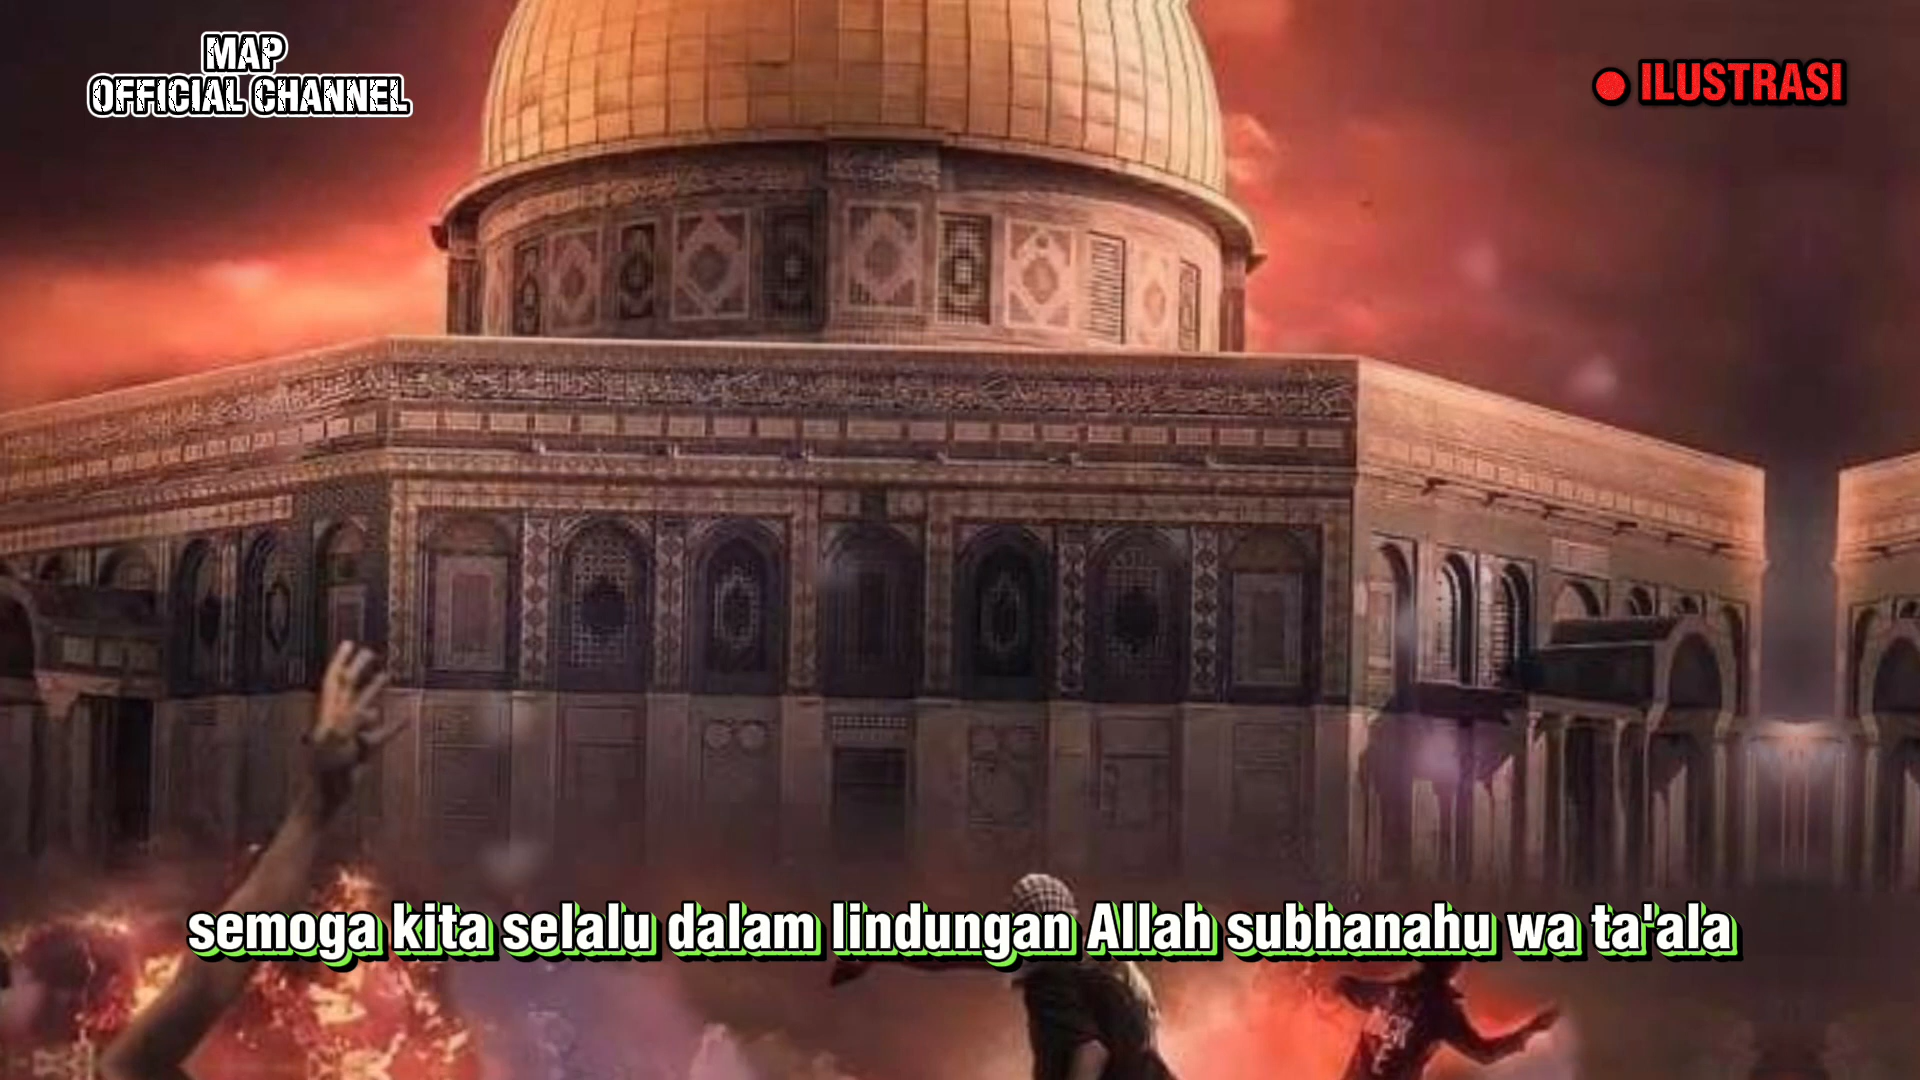 MAP
OFFICIAL CHANNEL
ILUSTRASI
semoga kita selalu dalam lindungan Allah subhanahu wa ta'ala